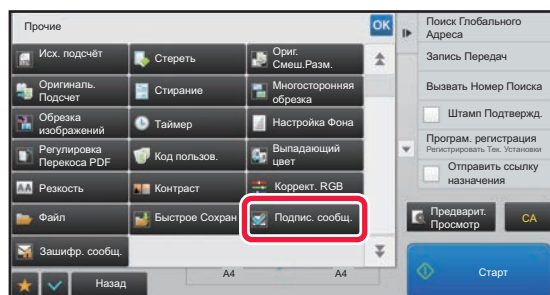 Прочие
OK
Исх. подсчёт
Стереть
Ориг.
Смеш.Разм.
Оригиналь.
Подсчет
Стирание
Многосторонняя
обрезка
Обрезка
изображений
Таймер
Настройка Фона
Регулировка
Перекоса PDF
Код пользов.
Выпадающий
цвет
AA
Резкость
Контраст
Коррект. RGB
Файл
Быстрое Сохран
Подпис. сообщ.
Зашифр. сообщ.
Назад
A4
A4
Поиск Глобального
Адреса
Запись Передач
Вызвать Номер Поиска
Штамп Подтвержд.
Програм. регистрация
Регистрировать Тек. Установки
Отправить ссылку
назначения
Предварит.
Просмотр
CA
Старт